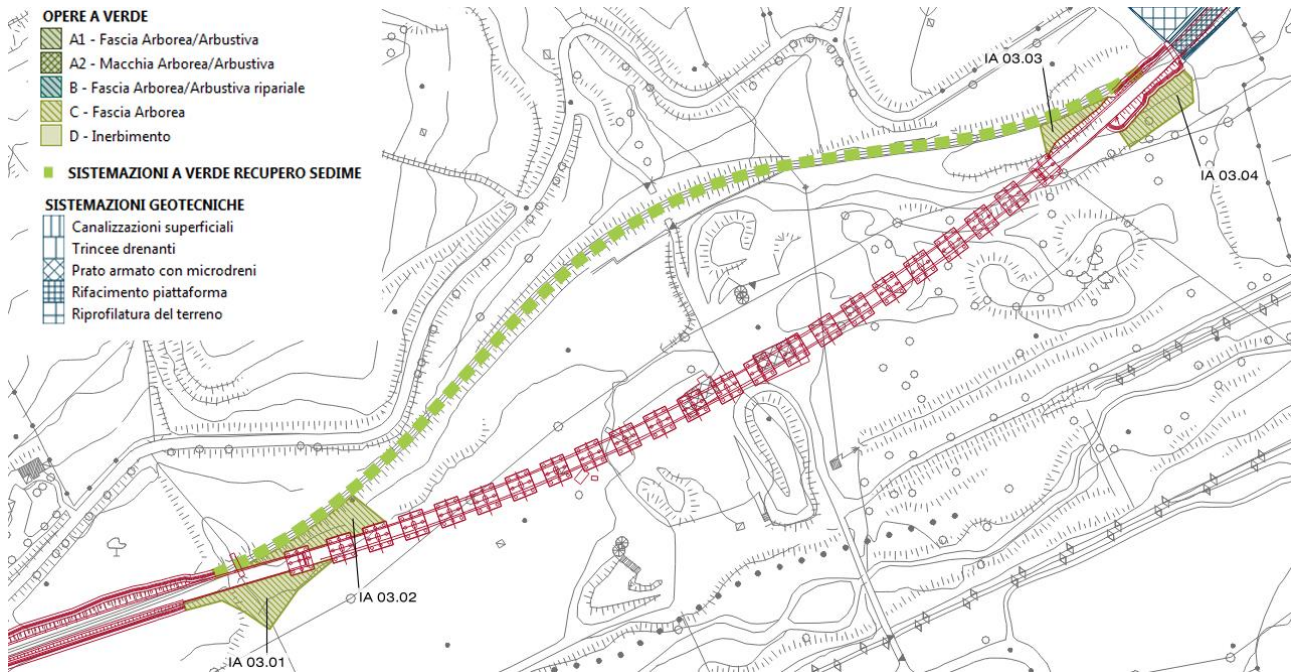 OPERE A VERDE
A1 - Fascia Arborea/Arbustiva
A2 - Macchia Arborea/Arbustiva
B - Fascia Arborea/Arbustiva ripariale
C - Fascia Arborea
D - Inerbimento
SISTEMAZIONI A VERDE RECUPERO SEDIME
SISTEMAZIONI GEOTECNICHE
Canalizzazioni superficiali
Trincee drenanti
Prato armato con microdreni
Rifacimento piattaforma
Riprofilatura del terreno
IA 03.03
IA 03.04
IA 03.02
IA 03.01